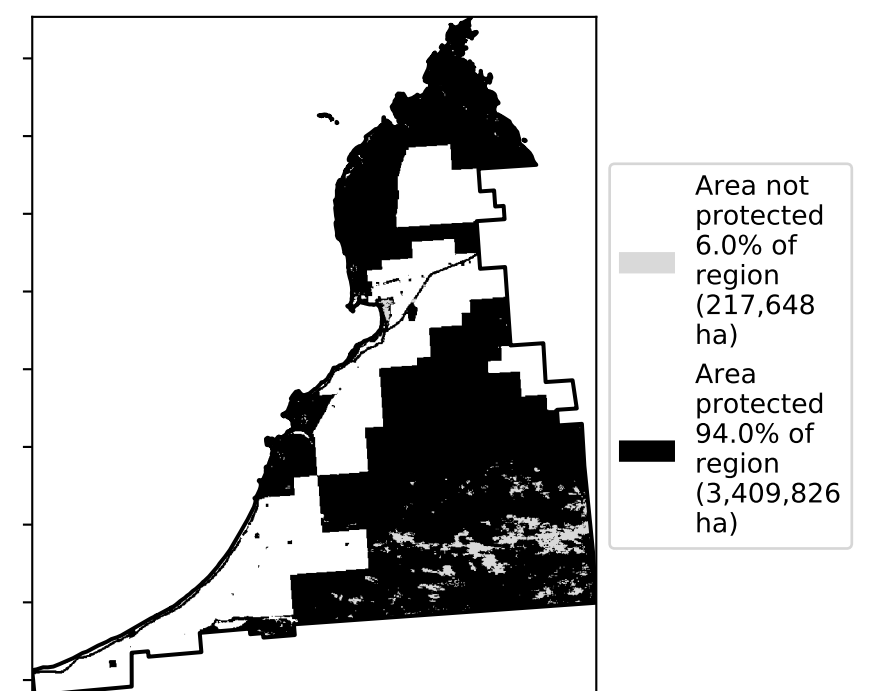 Area not
protected
6.0% of
region
(217,648
ha)
Area
protected
94.0% of
region
(3,409,826
ha)